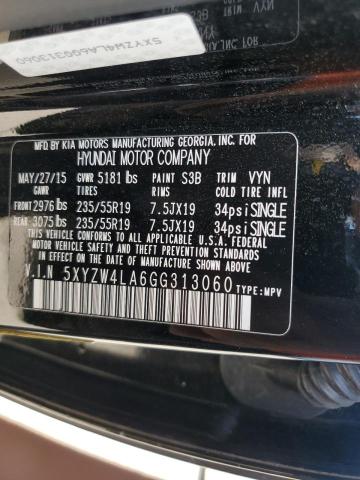 5XYZW4LA6GG313060
MFD. BY KIA MOTORS MANUFACTURING GEORGIA, INC. FOR
HYUNDAI MOTOR COMPANY
MAY/27/15 GVWR 5181 lbs PAINT S3B TRIM VYN
GAWR TIRES RIMS COLD TIRE INFL
FRONT 2976 lbs 235/55R19 7.5JX19 34psi SINGLE
REAR 3075 lbs 235/55R19 7.5JX19 34psi SINGLE
THIS VEHICLE CONFORMS TO ALL APPLICABLE
U.S.A. FEDERAL MOTOR VEHICLE SAFETY
BUMPER, AND THEFT PREVENTION STANDARDS
IN EFFECT ON THE DATE OF MANUFACTURE SHOWN ABOVE.
V.I.N 5XYZW4LA6GG313060 TYPE:MPV